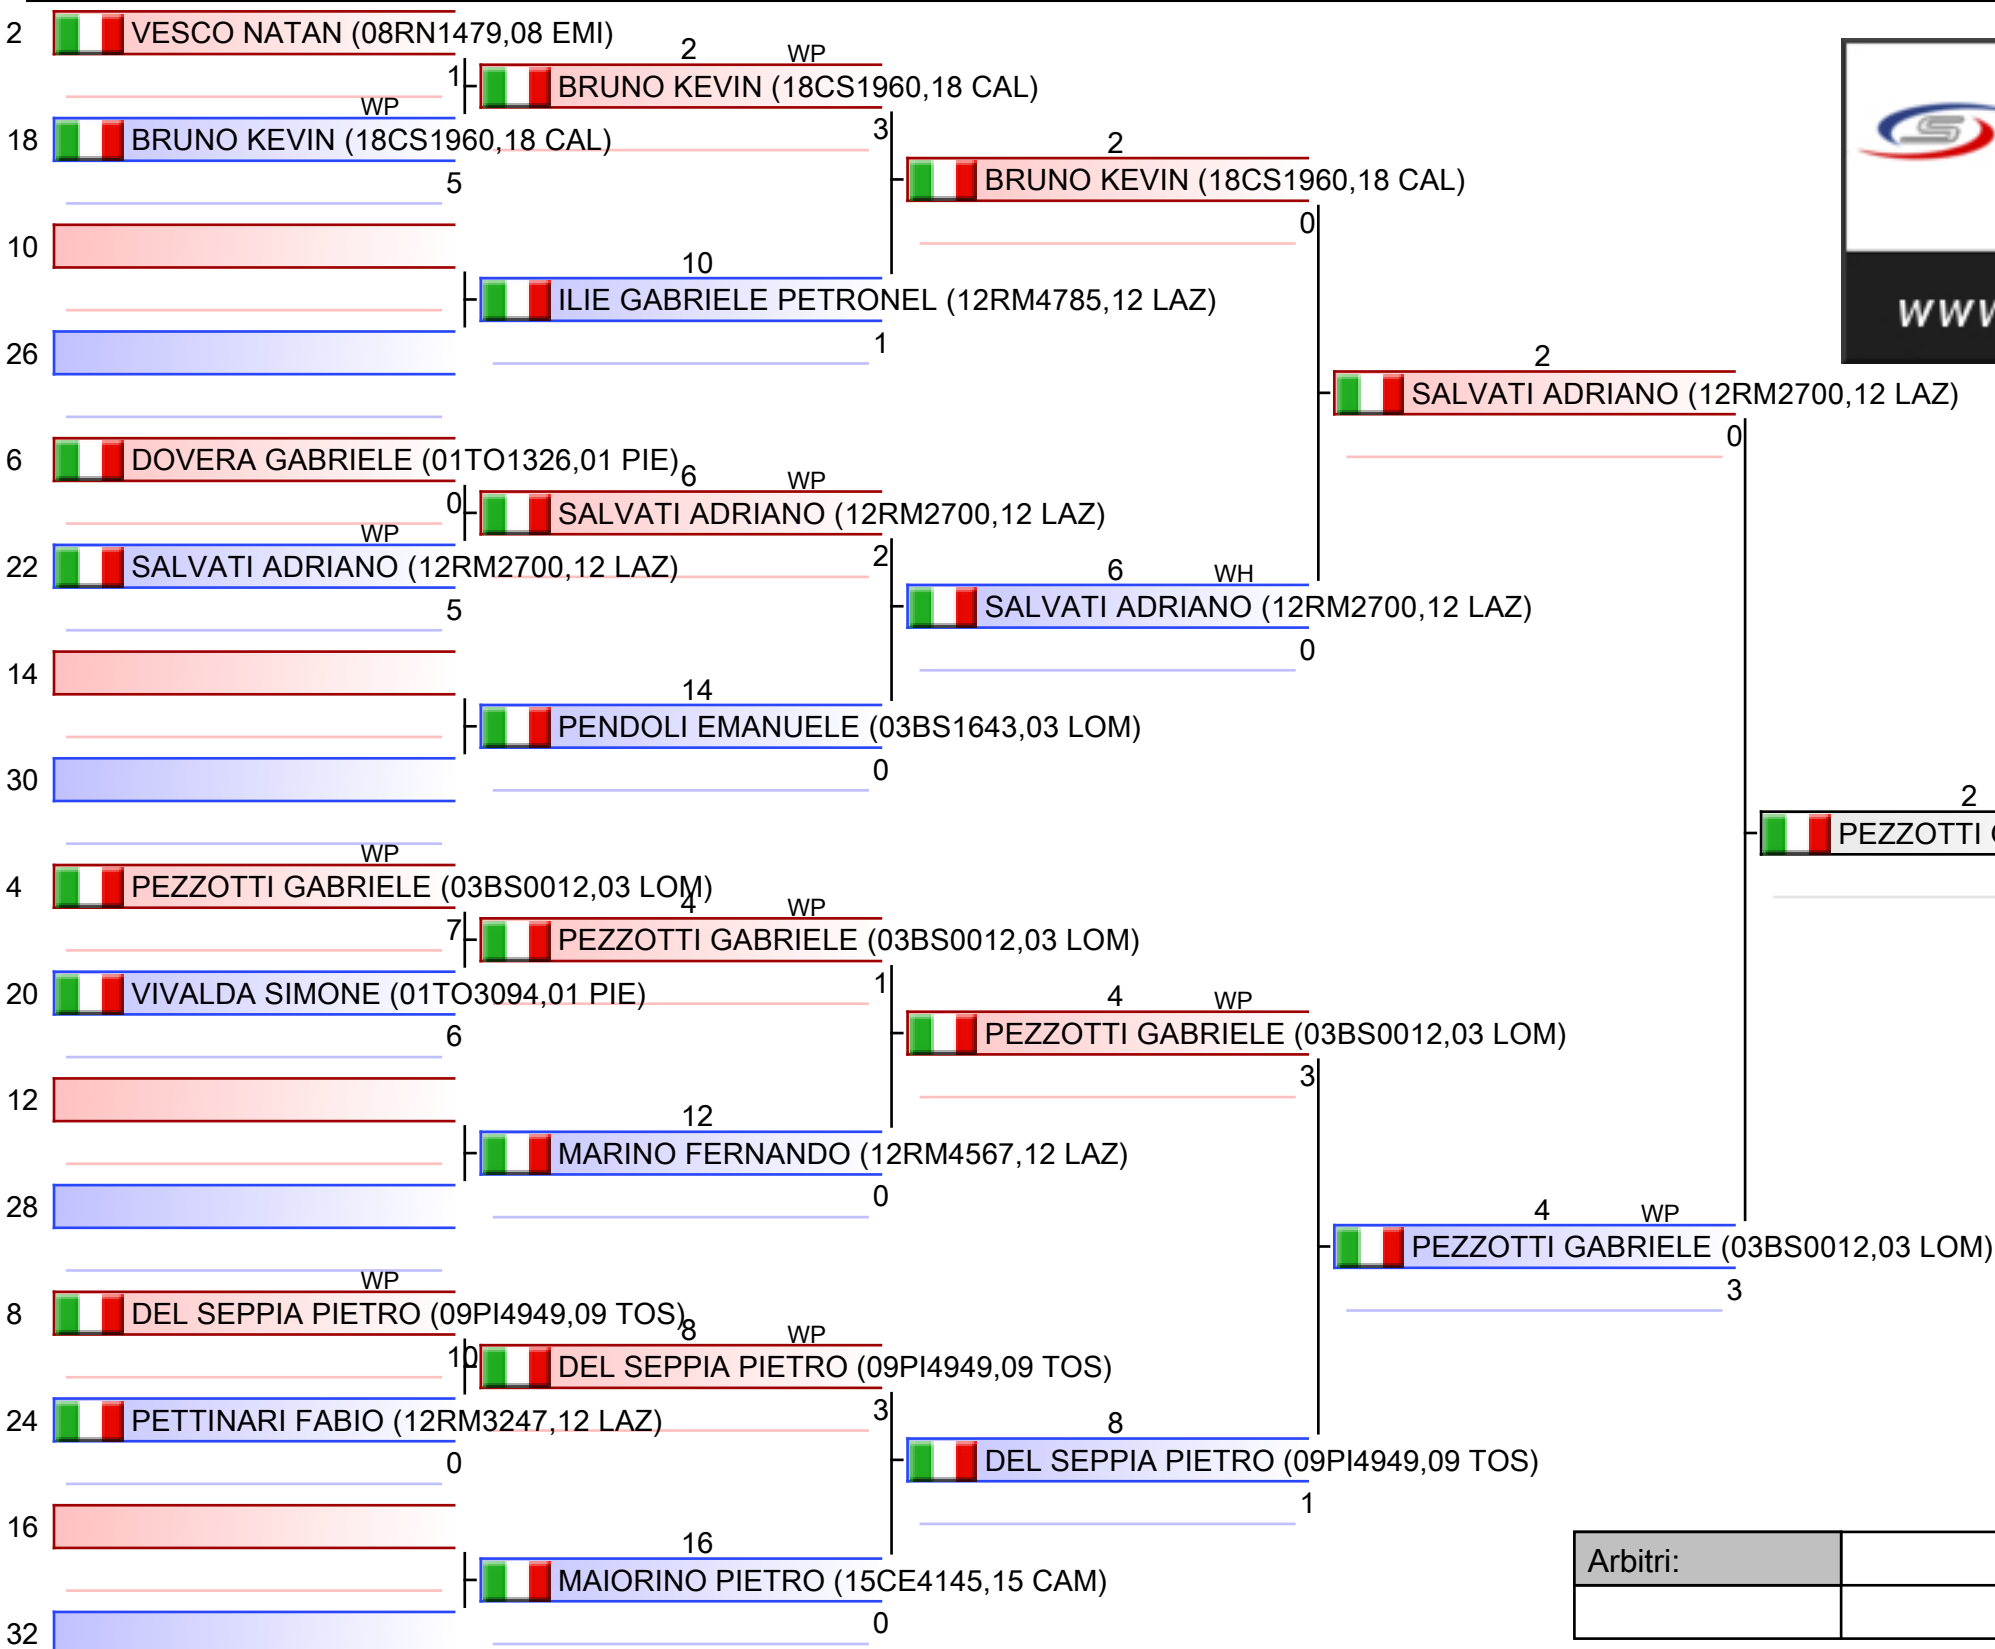 2 VESCO NATAN (08RN1479,08 EMI)
1
WP
18 BRUNO KEVIN (18CS1960,18 CAL)
5
10
26
6 DOVERA GABRIELE (01TO1326,01 PIE)
0
WP
22 SALVATI ADRIANO (12RM2700,12 LAZ)
5
14
30
WP
4 PEZZOTTI GABRIELE (03BS0012,03 LOM)
7
20 VIVALDA SIMONE (01TO3094,01 PIE)
6
12
28
WP
8 DEL SEPPIA PIETRO (09PI4949,09 TOS)
10
24 PETTINARI FABIO (12RM3247,12 LAZ)
0
16
32
2 WP
BRUNO KEVIN (18CS1960,18 CAL)
3
10
ILIE GABRIELE PETRONEL (12RM4785,12 LAZ)
1
6 WP
SALVATI ADRIANO (12RM2700,12 LAZ)
2
14
PENDOLI EMANUELE (03BS1643,03 LOM)
0
4 WP
PEZZOTTI GABRIELE (03BS0012,03 LOM)
1
12
MARINO FERNANDO (12RM4567,12 LAZ)
0
8 WP
DEL SEPPIA PIETRO (09PI4949,09 TOS)
3
16
MAIORINO PIETRO (15CE4145,15 CAM)
0
2
BRUNO KEVIN (18CS1960,18 CAL)
0
6 WH
SALVATI ADRIANO (12RM2700,12 LAZ)
0
4 WP
PEZZOTTI GABRIELE (03BS0012,03 LOM)
3
8
DEL SEPPIA PIETRO (09PI4949,09 TOS)
1
2
SALVATI ADRIANO (12RM2700,12 LAZ)
0
4 WP
PEZZOTTI GABRIELE (03BS0012,03 LOM)
3
2
PEZZOTTI
S
www
Arbitri: